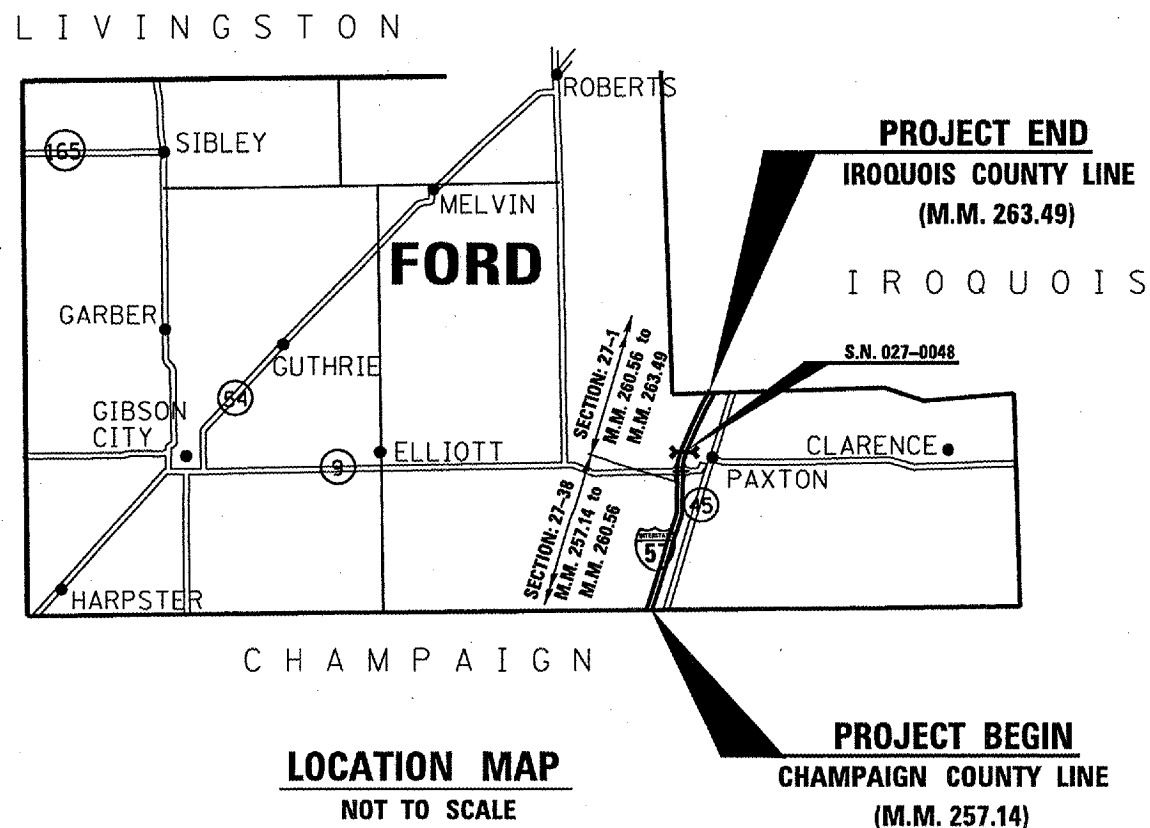 LIVINGSTON
ROBERTS
165
SIBLEY
PROJECT END
IROQUOIS COUNTY LINE
(M.M. 263.49)
MELVIN
FORD
IROQUOIS
GARBER
GUTHRIE
S.N. 027-0048
SECTION: 27-1
M.M. 260.56 to
M.M. 263.49
54
GIBSON
CITY
ELLIOTT
CLARENCE
9
PAXTON
SECTION: 27-38
M.M. 257.14 to
M.M. 260.56
45
INTERSTATE
57
HARPSTER
CHAMPAIGN
PROJECT BEGIN
CHAMPAIGN COUNTY LINE
(M.M. 257.14)
LOCATION MAP
NOT TO SCALE